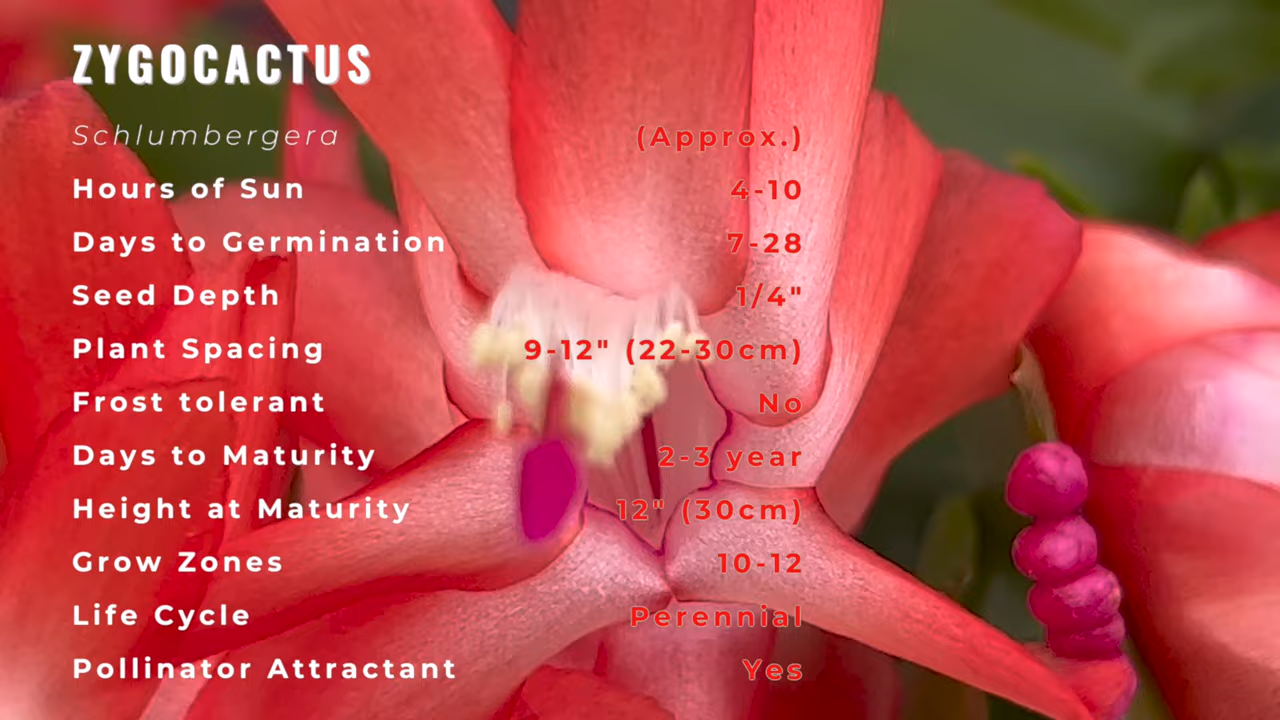 ZYGOCACTUS
Schlumbergera (Approx.)
Hours of Sun 4-10
Days to Germination 7-28
Seed Depth 1/4"
Plant Spacing 9-12" (22-30cm)
Frost tolerant No
Days to Maturity 2-3 year
Height at Maturity 12" (30cm)
Grow Zones 10-12
Life Cycle Perennial
Pollinator Attractant Yes